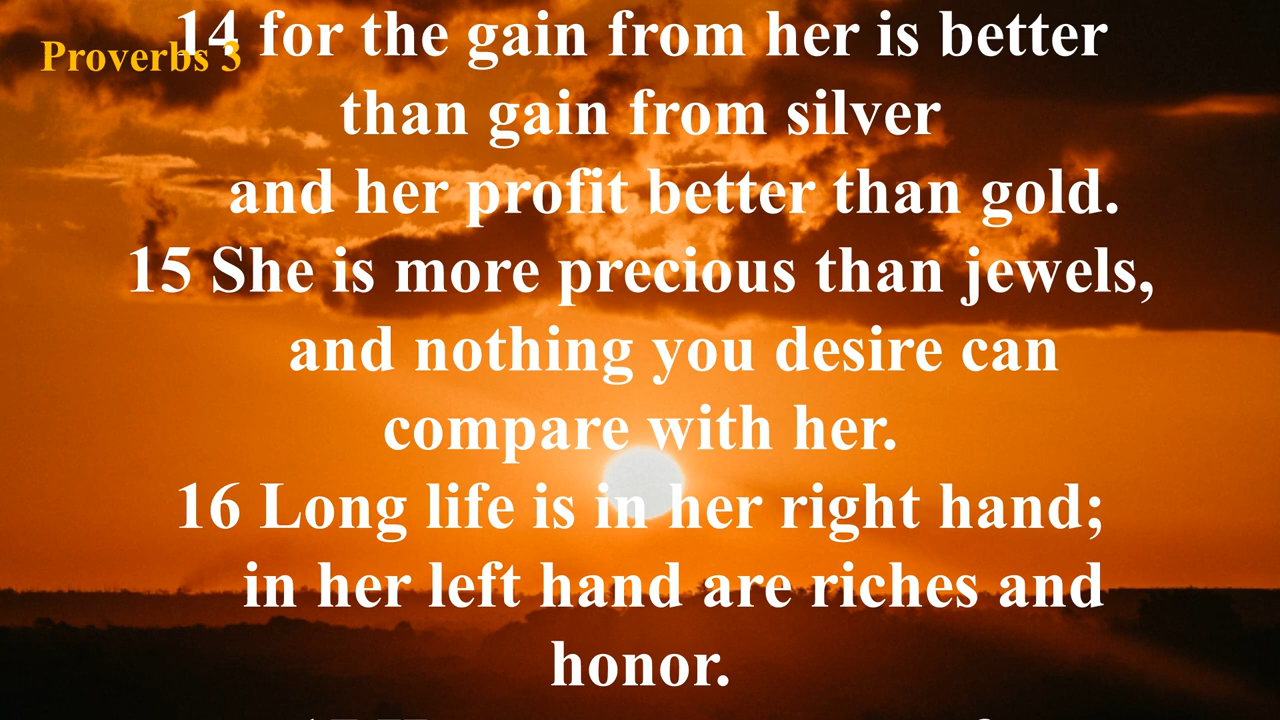 Proverbs 3
14 for the gain from her is better
than gain from silver
and her profit better than gold.
15 She is more precious than jewels,
and nothing you desire can
compare with her.
16 Long life is in her right hand;
in her left hand are riches and
honor.